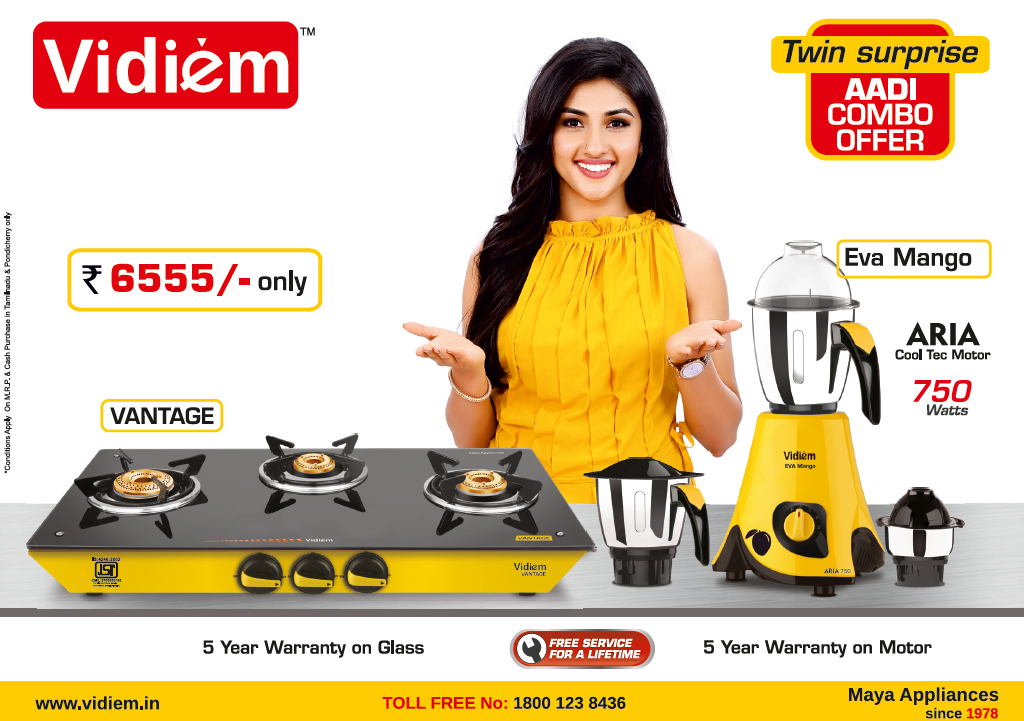 Vidiem™
Twin surprise
AADI
COMBO
OFFER
*Conditions Apply On M.R.P. & Cash Purchase in Tamilnadu & Pondicherry only
₹ 6555/- only
Eva Mango
ARIA
Cool Tec Motor
750
Watts
VANTAGE
Vidiem
EVA Mango
Vidiem
VANTAGE
Vidiem
VANTAGE
ARIA 750
5 Year Warranty on Glass
FREE SERVICE
FOR A LIFETIME
5 Year Warranty on Motor
www.vidiem.in
TOLL FREE No: 1800 123 8436
Maya Appliances
since 1978